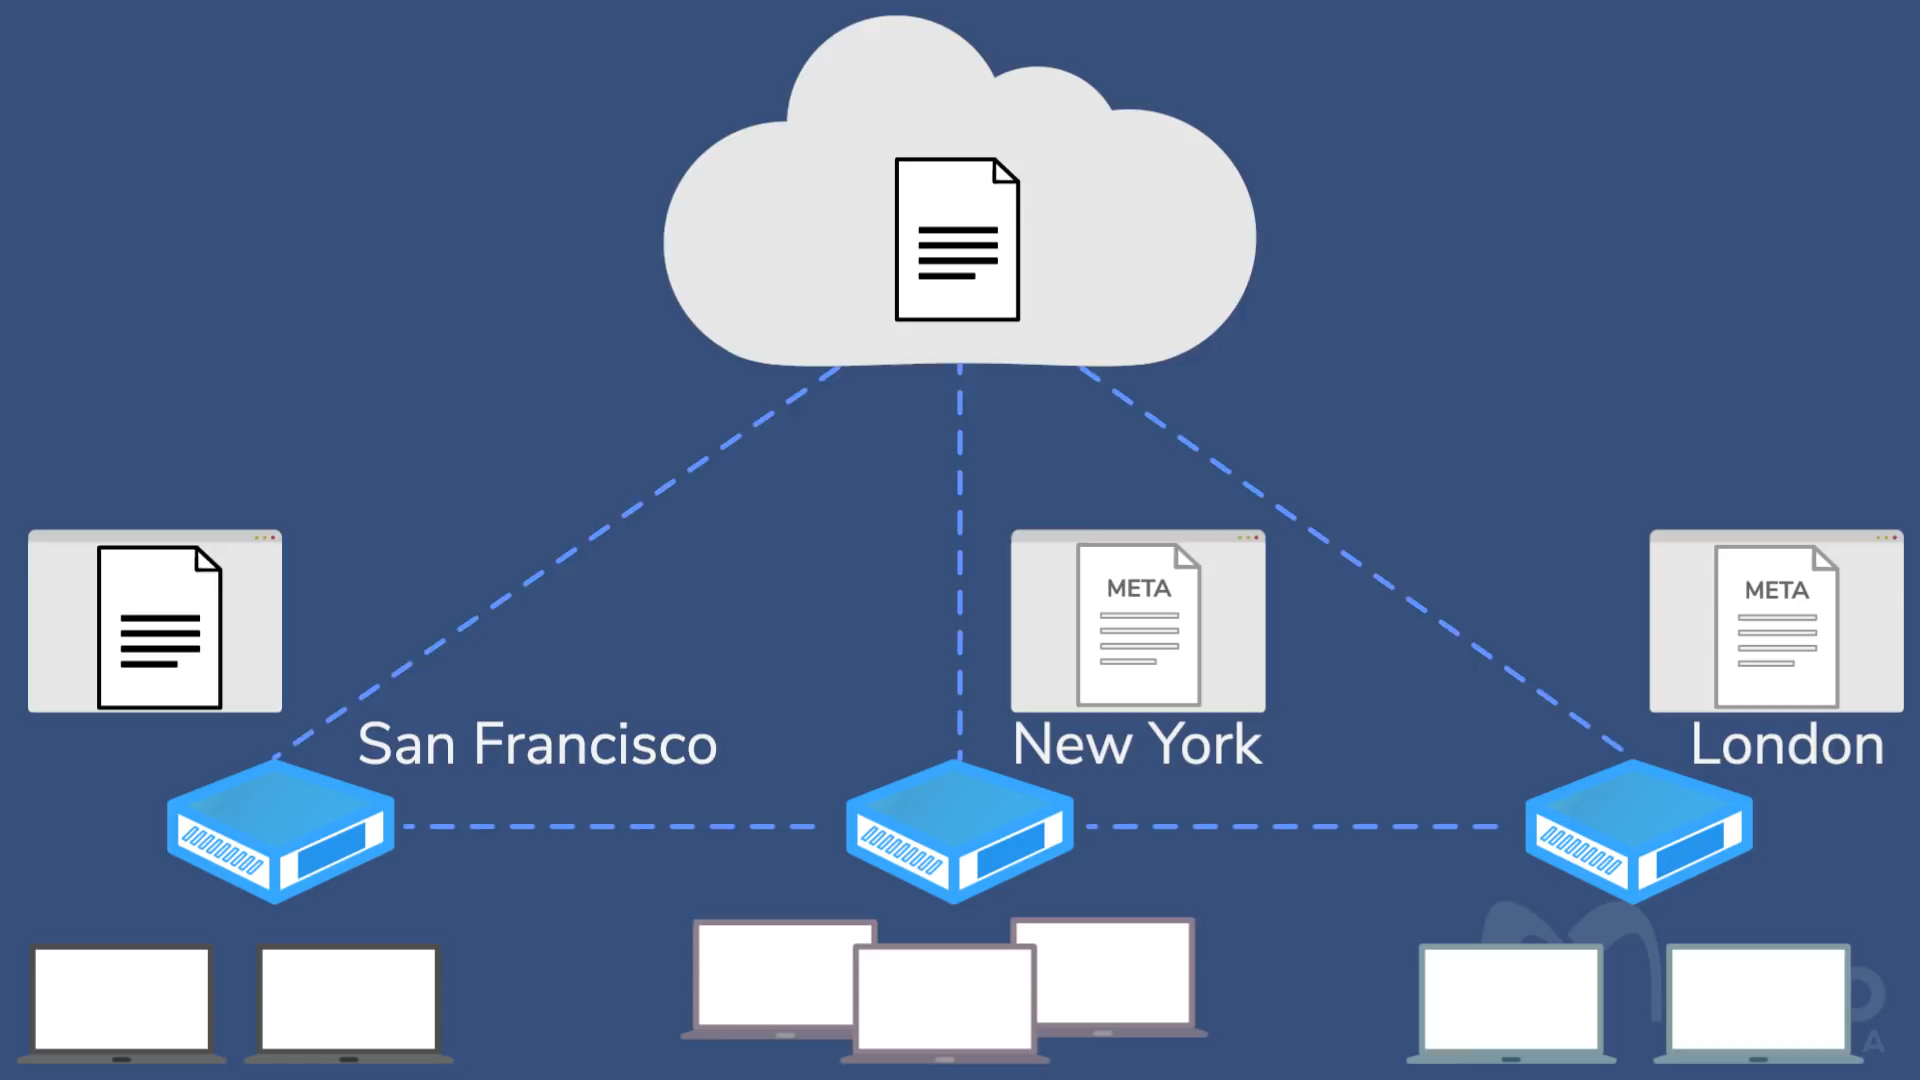 META
META
San Francisco
New York
London